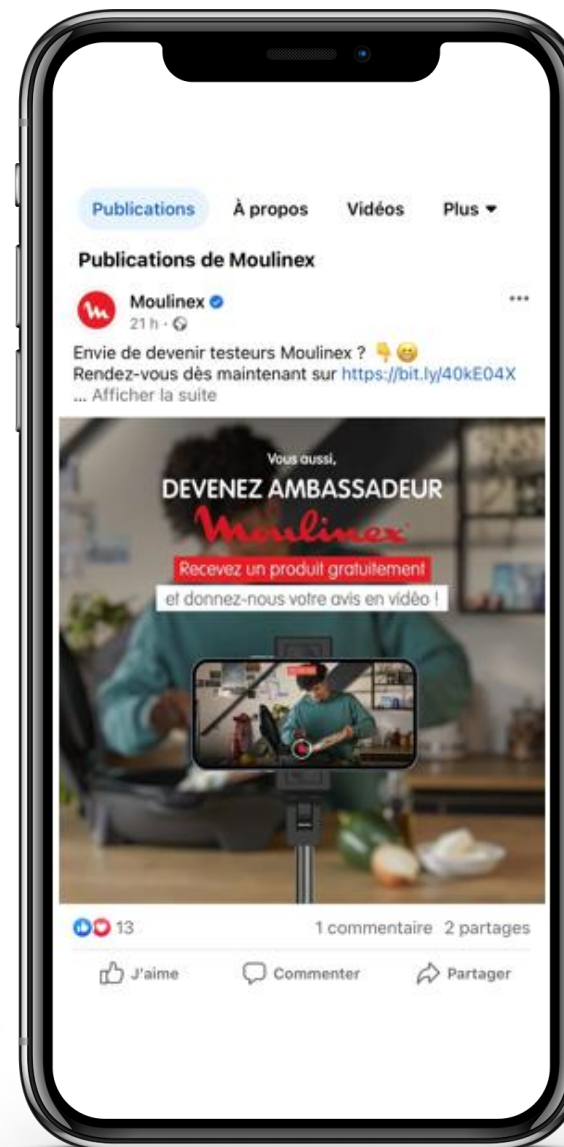 Publications À propos Vidéos Plus
Publications de Moulinex
Moulinex
21 h ·
Envie de devenir testeurs Moulinex ? 👇😄
Rendez-vous dès maintenant sur https://bit.ly/40kE04X
... Afficher la suite
Vous aussi,
DEVENEZ AMBASSADEUR
Moulinex
Recevez un produit gratuitement
et donnez-nous votre avis en vidéo !
13 1 commentaire 2 partages
J'aime Commenter Partager